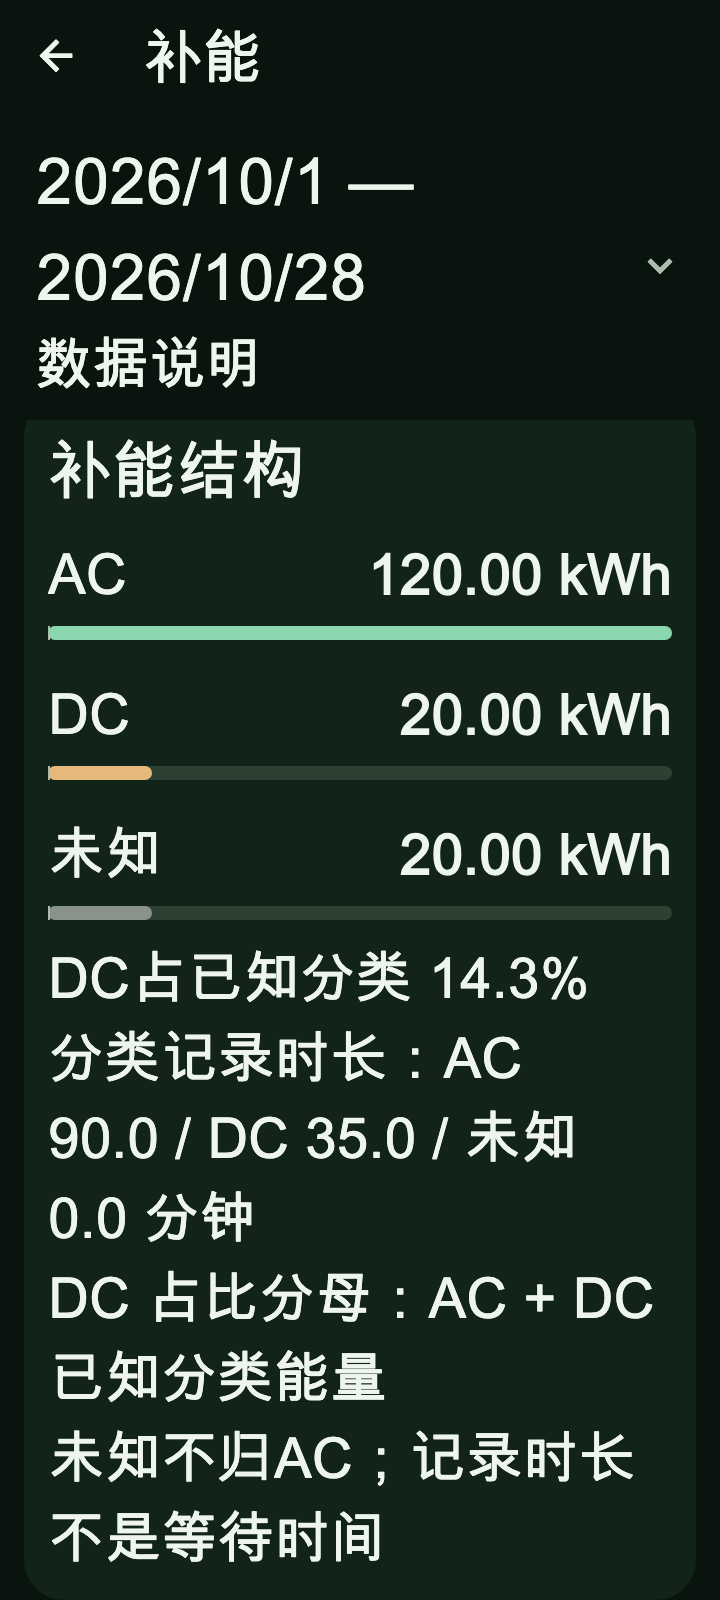 补能
2026/10/1 —
2026/10/28
数据说明
补能结构
AC 120.00 kWh
DC 20.00 kWh
未知 20.00 kWh
DC占已知分类 14.3%
分类记录时长：AC
90.0 / DC 35.0 / 未知
0.0 分钟
DC 占比分母：AC + DC
已知分类能量
未知不归AC；记录时长
不是等待时间